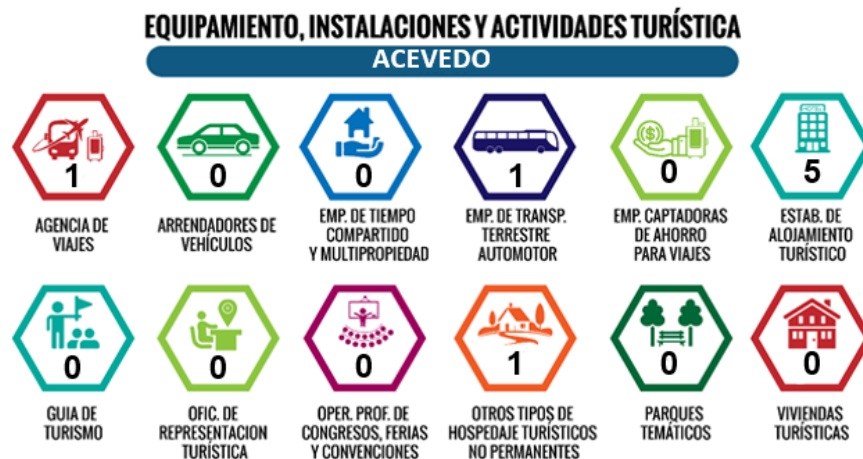 EQUIPAMIENTO, INSTALACIONES Y ACTIVIDADES TURÍSTICA
ACEVEDO
1
AGENCIA DE
VIAJES
0
ARRENDADORES DE
VEHÍCULOS
0
EMP. DE TIEMPO
COMPARTIDO
Y MULTIPROPIEDAD
1
EMP. DE TRANSP.
TERRESTRE
AUTOMOTOR
$
0
EMP. CAPTADORAS
DE AHORRO
PARA VIAJES
HOTEL
5
ESTAB. DE
ALOJAMIENTO
TURÍSTICO
0
GUIA DE
TURISMO
0
OFIC. DE
REPRESENTACION
TURÍSTICA
0
OPER. PROF. DE
CONGRESOS, FERIAS
Y CONVENCIONES
1
OTROS TIPOS DE
HOSPEDAJE TURÍSTICOS
NO PERMANENTES
0
PARQUES
TEMÁTICOS
0
VIVIENDAS
TURÍSTICAS